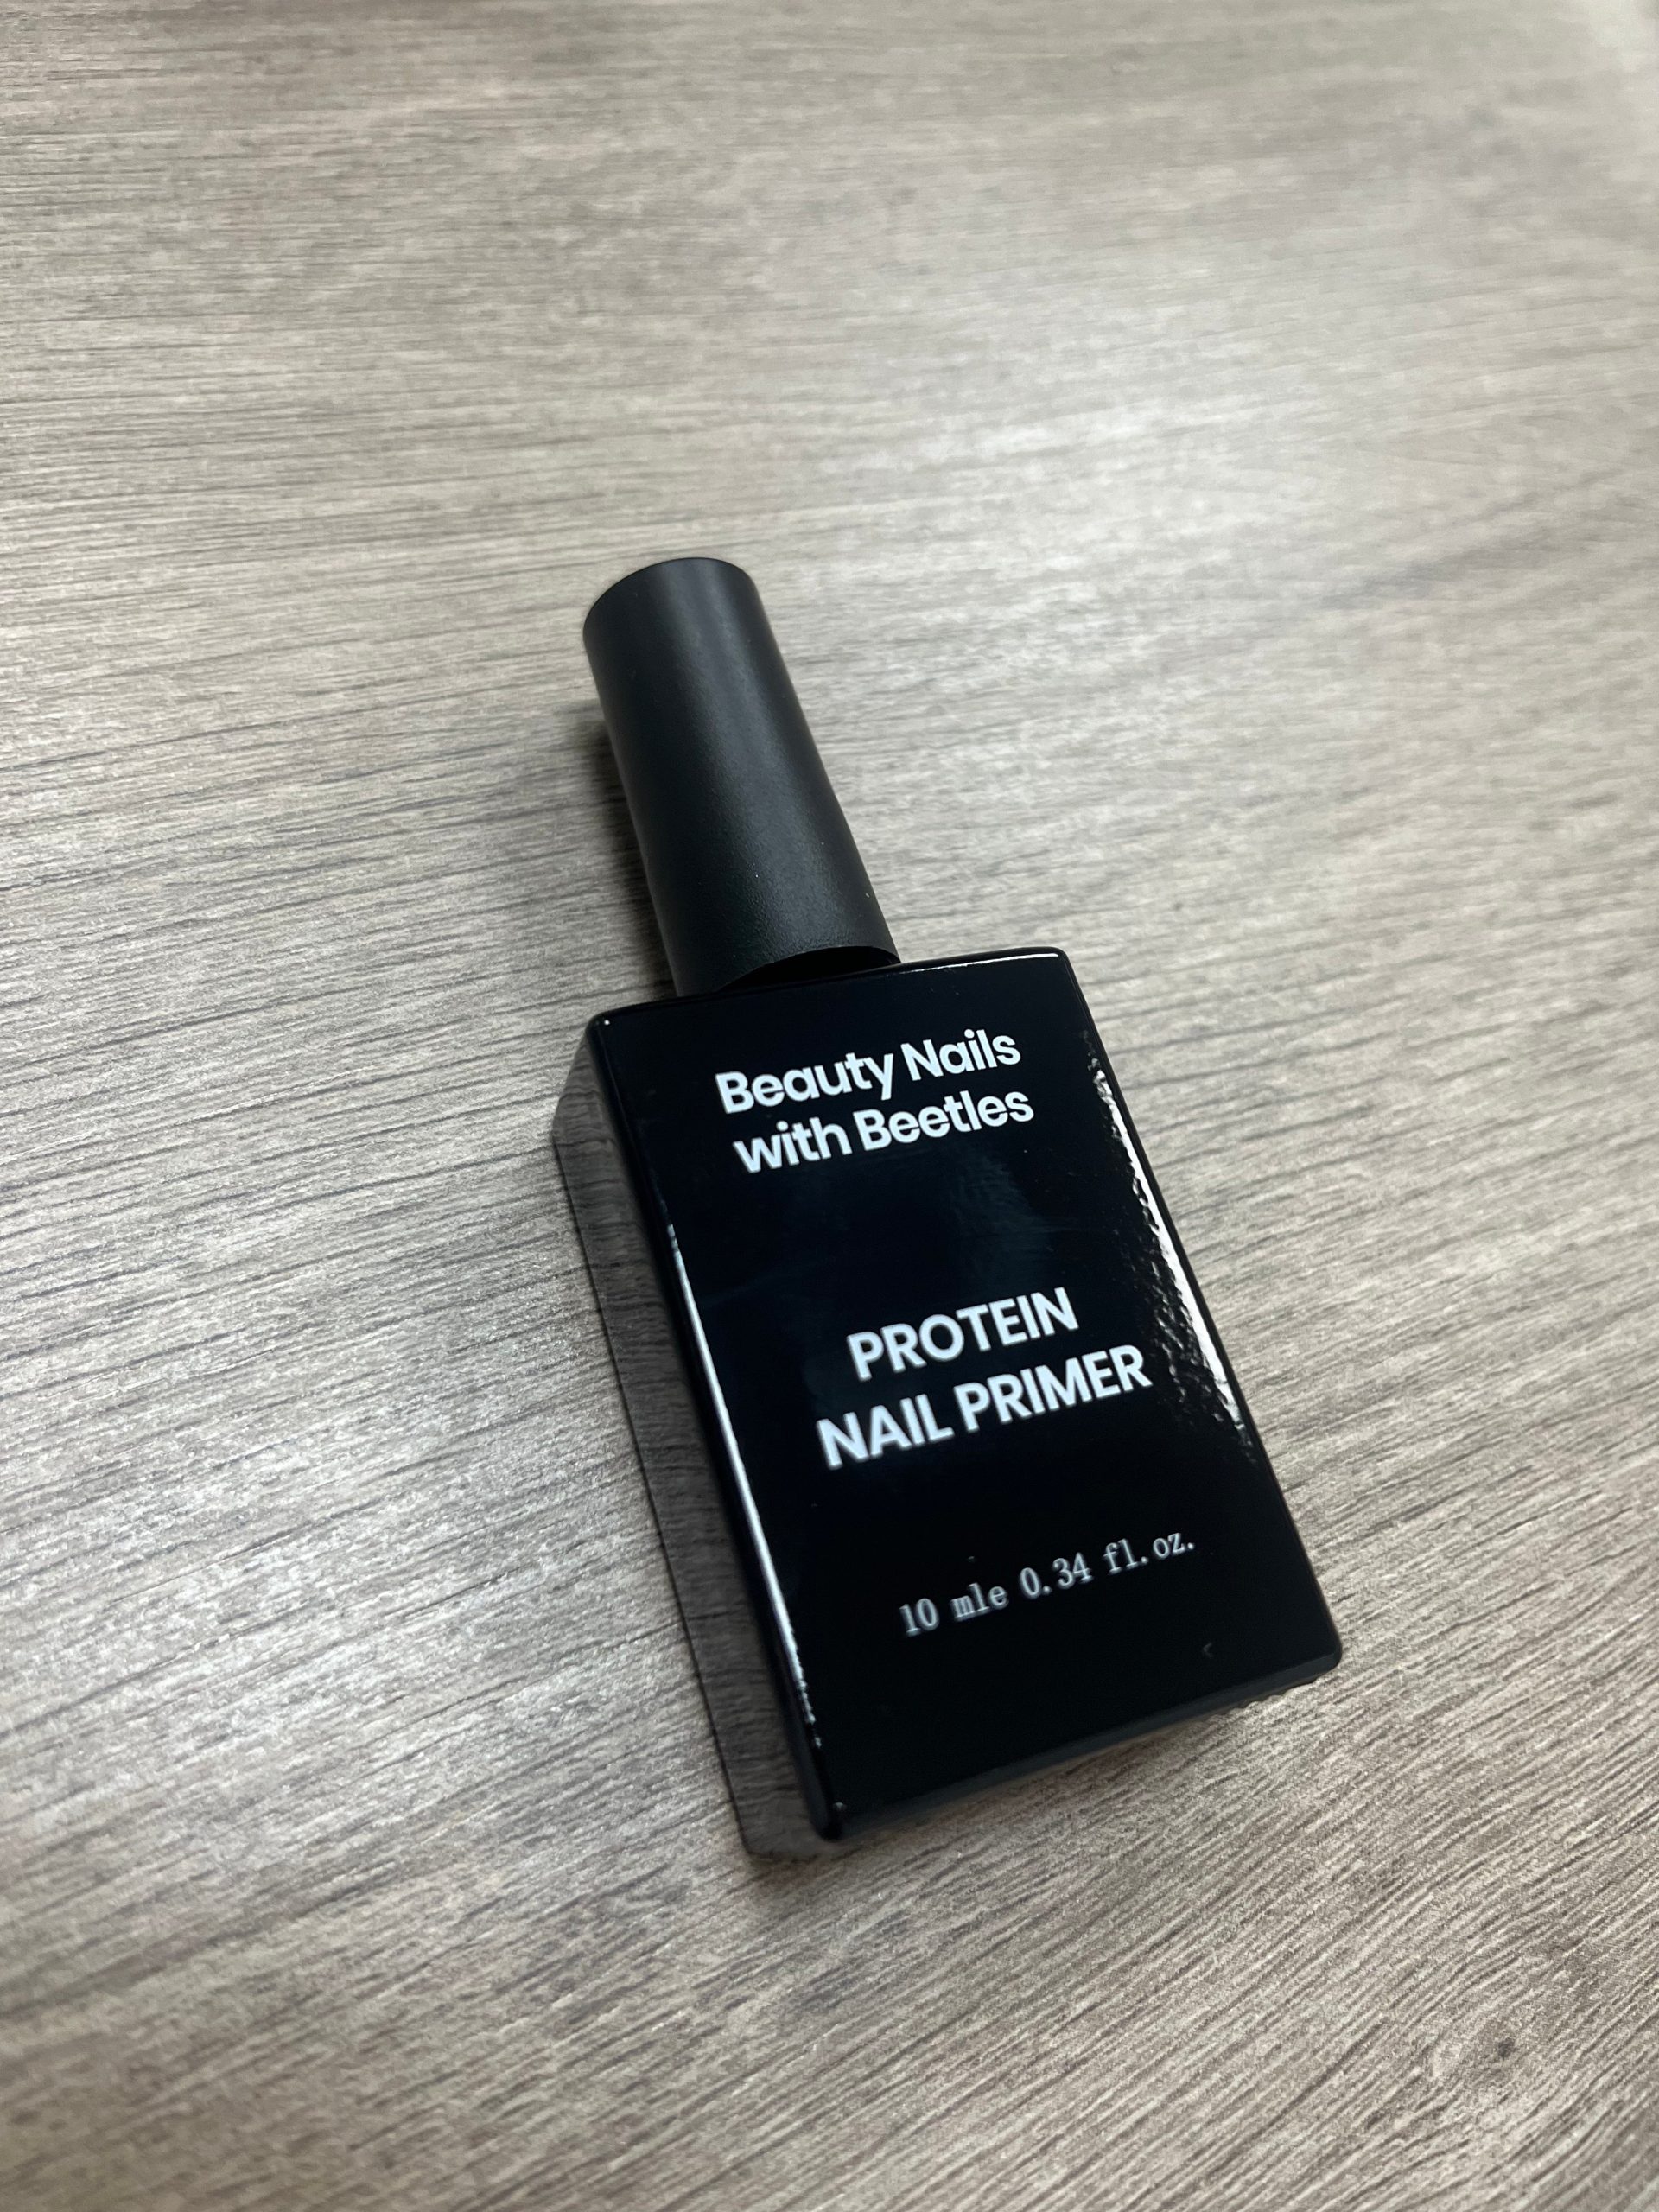 Beauty Nails
with Beetles
PROTEIN
NAIL PRIMER
10 mle 0.34 fl.oz.